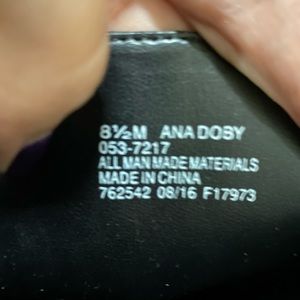 8½M ANA DOBY
053-7217
ALL MAN MADE MATERIALS
MADE IN CHINA
762542 08/16 F17973